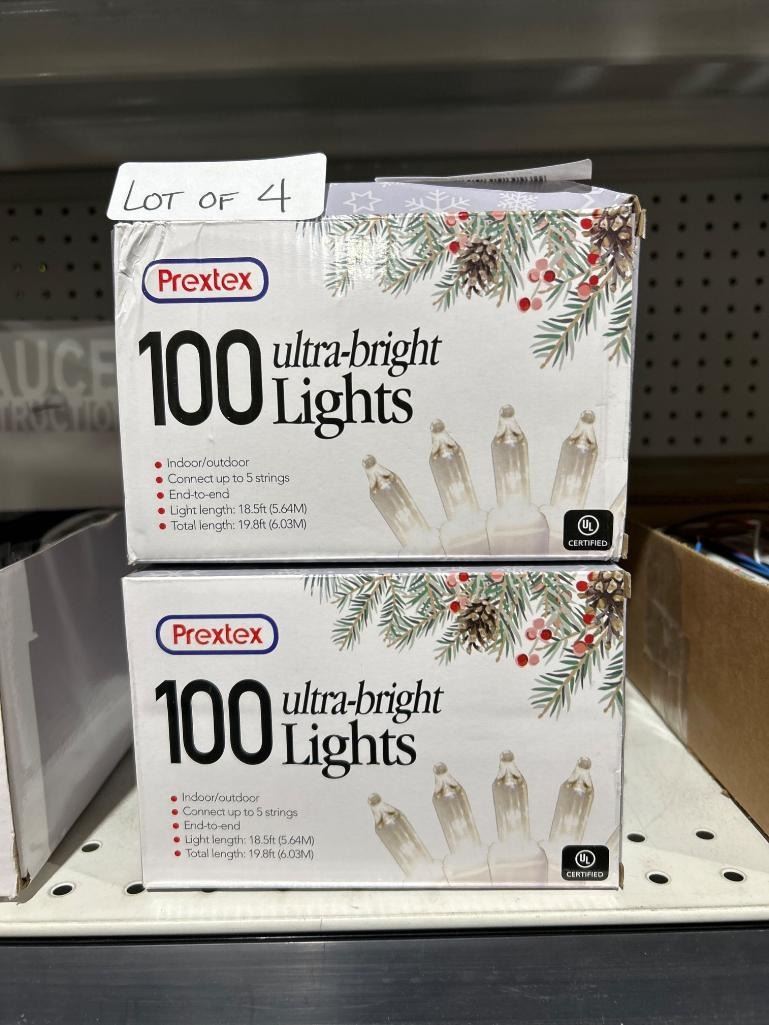 LOT OF 4
Prextex
100 ultra-bright
Lights
Indoor/outdoor
Connect up to 5 strings
End-to-end
Light length: 18.5ft (5.64M)
Total length: 19.8ft (6.03M)
UL
CERTIFIED
Prextex
100 ultra-bright
Lights
Indoor/outdoor
Connect up to 5 strings
End-to-end
Light length: 18.5ft (5.64M)
Total length: 19.8ft (6.03M)
UL
CERTIFIED
AUCE
TRUCTIO